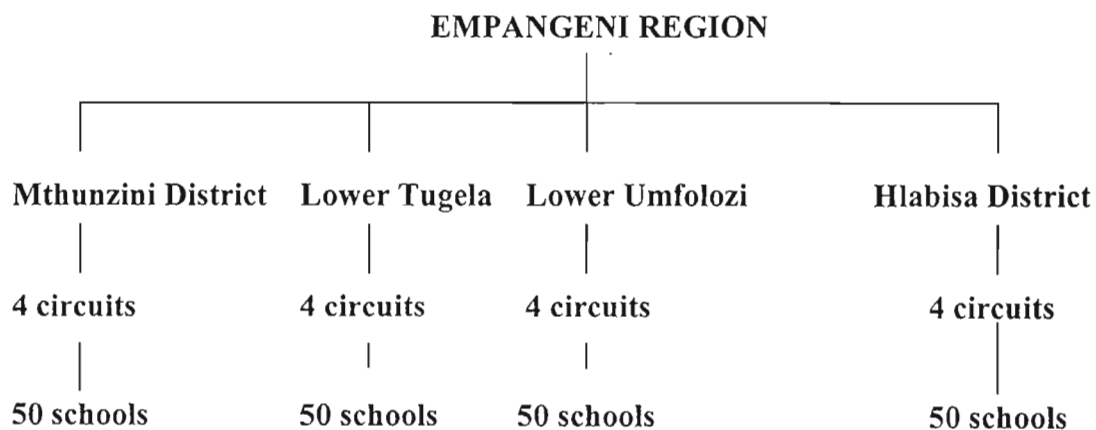 EMPANGENI REGION
Mthunzini District Lower Tugela Lower Umfolozi Hlabisa District
4 circuits 4 circuits 4 circuits 4 circuits
50 schools 50 schools 50 schools 50 schools